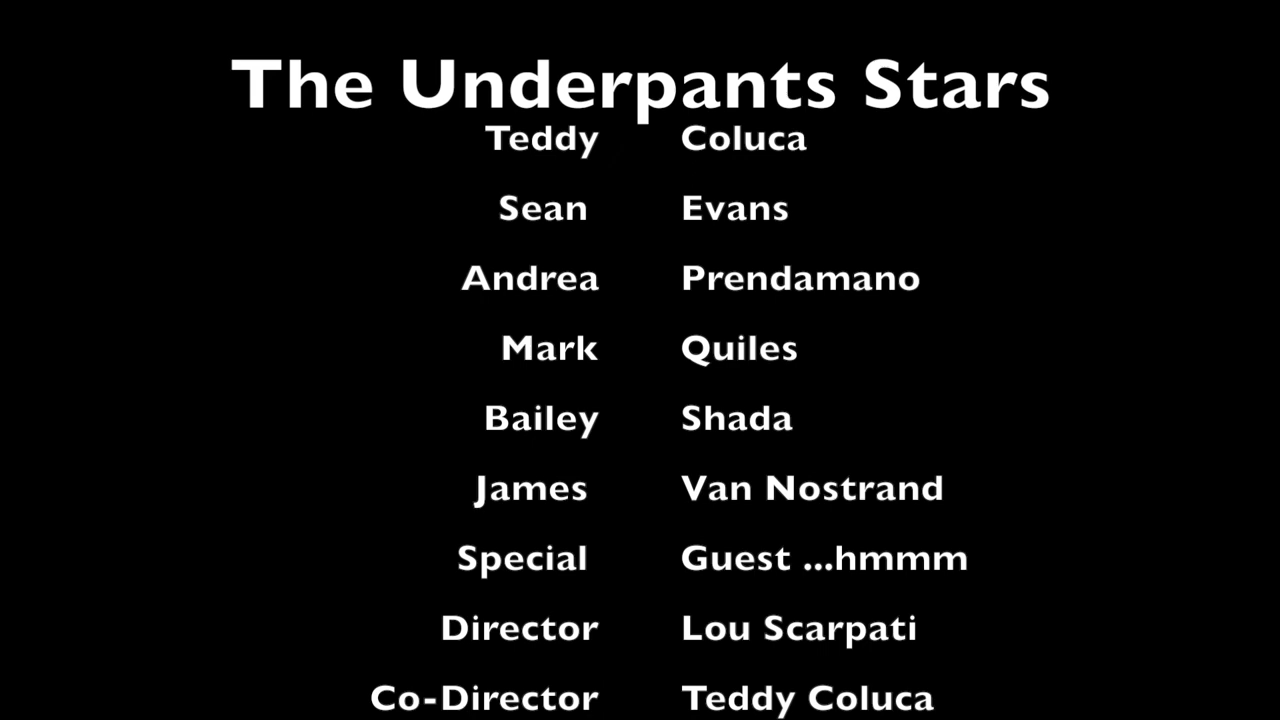 The Underpants Stars
Teddy Coluca
Sean Evans
Andrea Prendamano
Mark Quiles
Bailey Shada
James Van Nostrand
Special Guest ...hmmm
Director Lou Scarpati
Co-Director Teddy Coluca